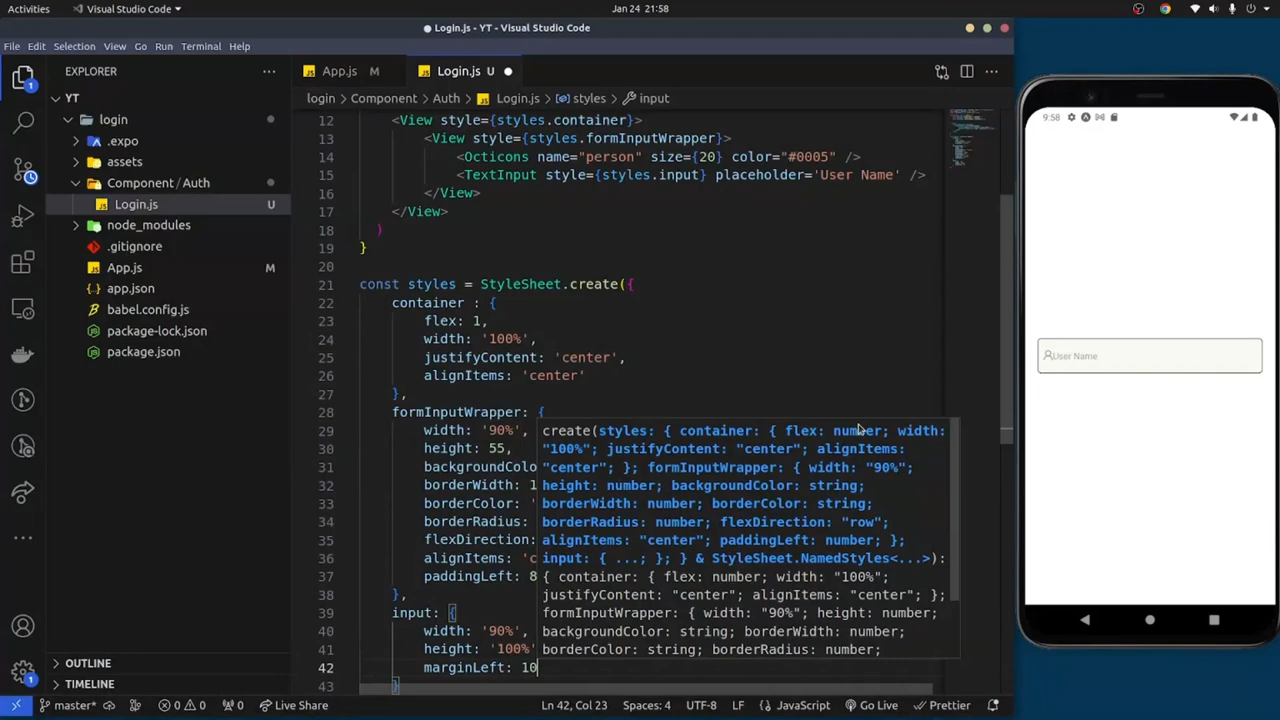 Activities
Visual Studio Code
Jan 24 21:58
Login.js - YT - Visual Studio Code
File Edit Selection View Go Run Terminal Help
EXPLORER
App.js M
Login.js U
login > Component > Auth > Login.js > styles > input
YT
login
.expo
assets
Component / Auth
Login.js U
node_modules
.gitignore
App.js M
app.json
babel.config.js
package-lock.json
package.json
OUTLINE
TIMELINE
1
12 <View style={styles.container}>
13 <View style={styles.formInputWrapper}>
14 <Octicons name="person" size={20} color="#0005" />
15 <TextInput style={styles.input} placeholder='User Name' />
16 </View>
17 </View>
18 )
19 }
20
21 const styles = StyleSheet.create({
22 container : {
23 flex: 1,
24 width: '100%',
25 justifyContent: 'center',
26 alignItems: 'center'
27 },
28 formInputWrapper: {
29 width: '90%',
30 height: 55,
31 backgroundColo
32 borderWidth: 1
33 borderColor: '
34 borderRadius:
35 flexDirection:
36 alignItems: 'c
37 paddingLeft: 8
38 },
39 input: {
40 width: '90%',
41 height: '100%'
42 marginLeft: 10
43 }
create(styles: { container: { flex: number; width:
"100%"; justifyContent: "center"; alignItems:
"center"; }; formInputWrapper: { width: "90%";
height: number; backgroundColor: string;
borderWidth: number; borderColor: string;
borderRadius: number; flexDirection: "row";
alignItems: "center"; paddingLeft: number; };
input: { ...; }; } & StyleSheet.NamedStyles<...>):
{ container: { flex: number; width: "100%";
justifyContent: "center"; alignItems: "center"; };
formInputWrapper: { width: "90%"; height: number;
backgroundColor: string; borderWidth: number;
borderColor: string; borderRadius: number;
9:58
User Name
1
master*
0 0
0
Live Share
Ln 42, Col 23
Spaces: 4
UTF-8
LF
JavaScript
Go Live
Prettier